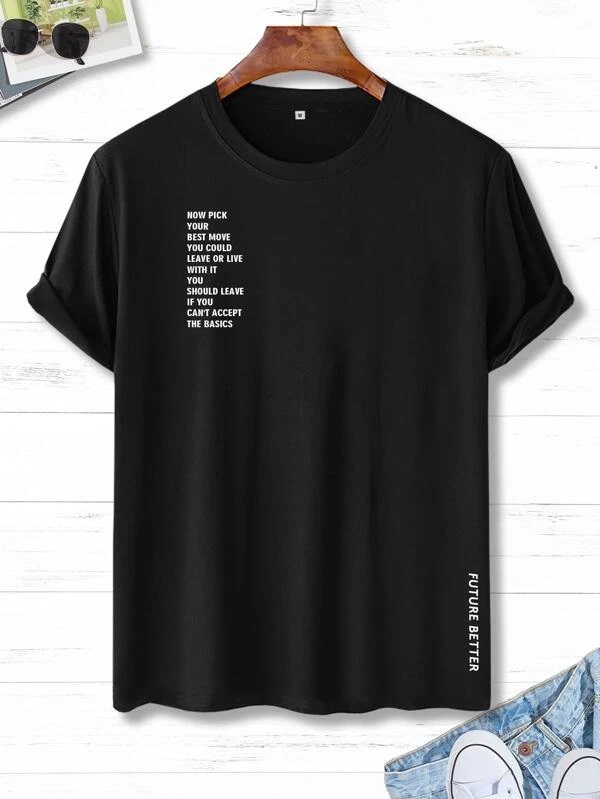 M
NOW PICK
YOUR
BEST MOVE
YOU COULD
LEAVE OR LIVE
WITH IT
YOU
SHOULD LEAVE
IF YOU
CAN'T ACCEPT
THE BASICS
FUTURE BETTER